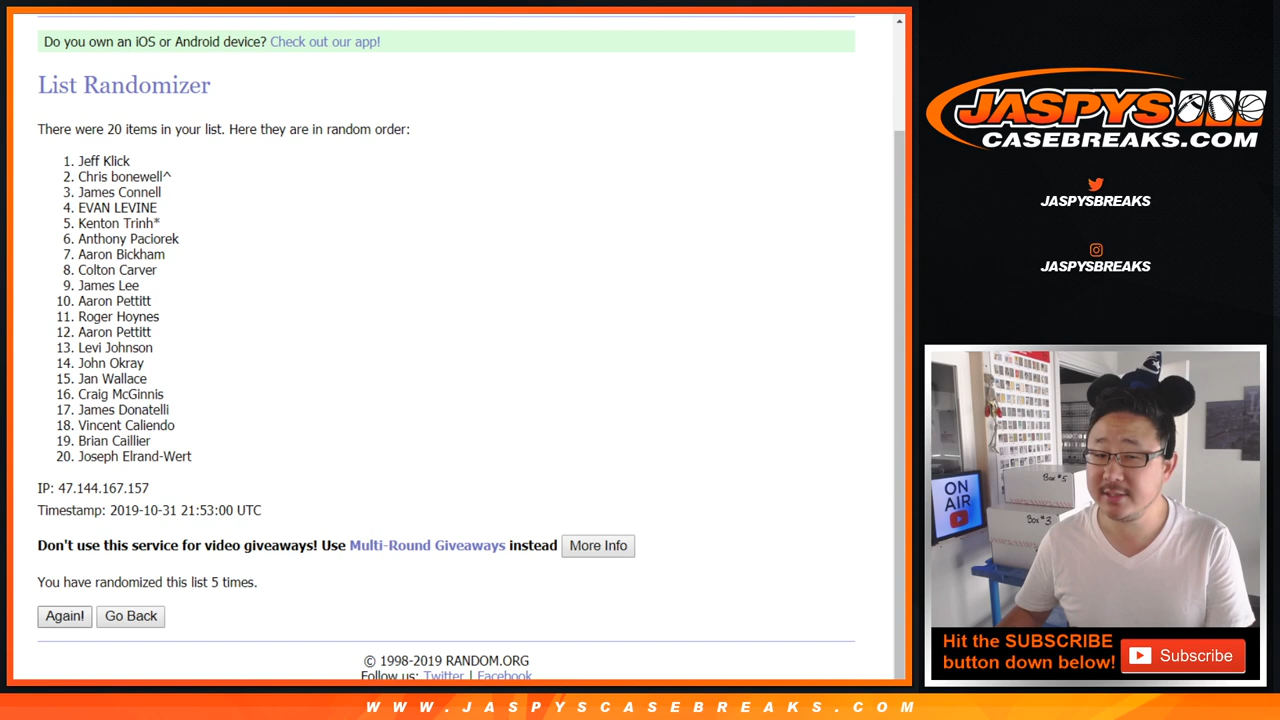 Do you own an iOS or Android device? Check out our app!
List Randomizer
There were 20 items in your list. Here they are in random order:
1. Jeff Klick
2. Chris bonewell^
3. James Connell
4. EVAN LEVINE
5. Kenton Trinh*
6. Anthony Paciorek
7. Aaron Bickham
8. Colton Carver
9. James Lee
10. Aaron Pettitt
11. Roger Hoynes
12. Aaron Pettitt
13. Levi Johnson
14. John Okray
15. Jan Wallace
16. Craig McGinnis
17. James Donatelli
18. Vincent Caliendo
19. Brian Caillier
20. Joseph Elrand-Wert
IP: 47.144.167.157
Timestamp: 2019-10-31 21:53:00 UTC
Don't use this service for video giveaways! Use Multi-Round Giveaways instead More Info
You have randomized this list 5 times.
Again! Go Back
© 1998-2019 RANDOM.ORG
Follow us: Twitter | Facebook
JASPYS
CASEBREAKS.COM
JASPYSBREAKS
JASPYSBREAKS
Box #5
Box #3
ON
AIR
Hit the SUBSCRIBE
button down below!
Subscribe
WWW.JASPYSCASEBREAKS.COM